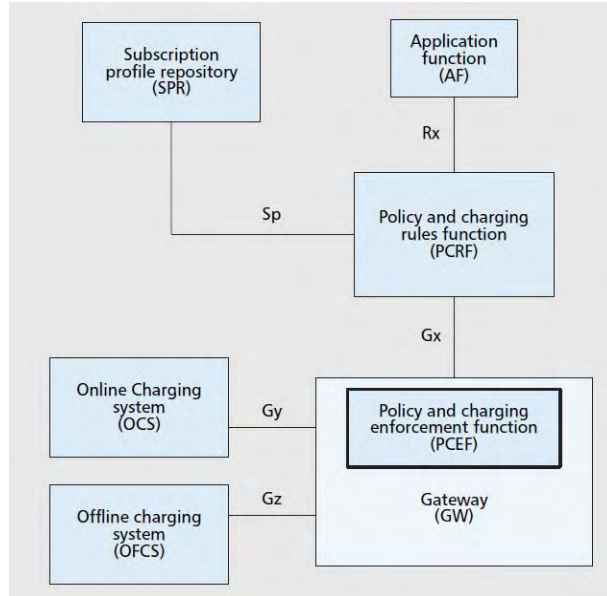 Subscription
profile repository
(SPR)
Application
function
(AF)
Rx
Sp
Policy and charging
rules function
(PCRF)
Gx
Online Charging
system
(OCS)
Gy
Policy and charging
enforcement function
(PCEF)
Gz
Gateway
(GW)
Offline charging
system
(OFCS)